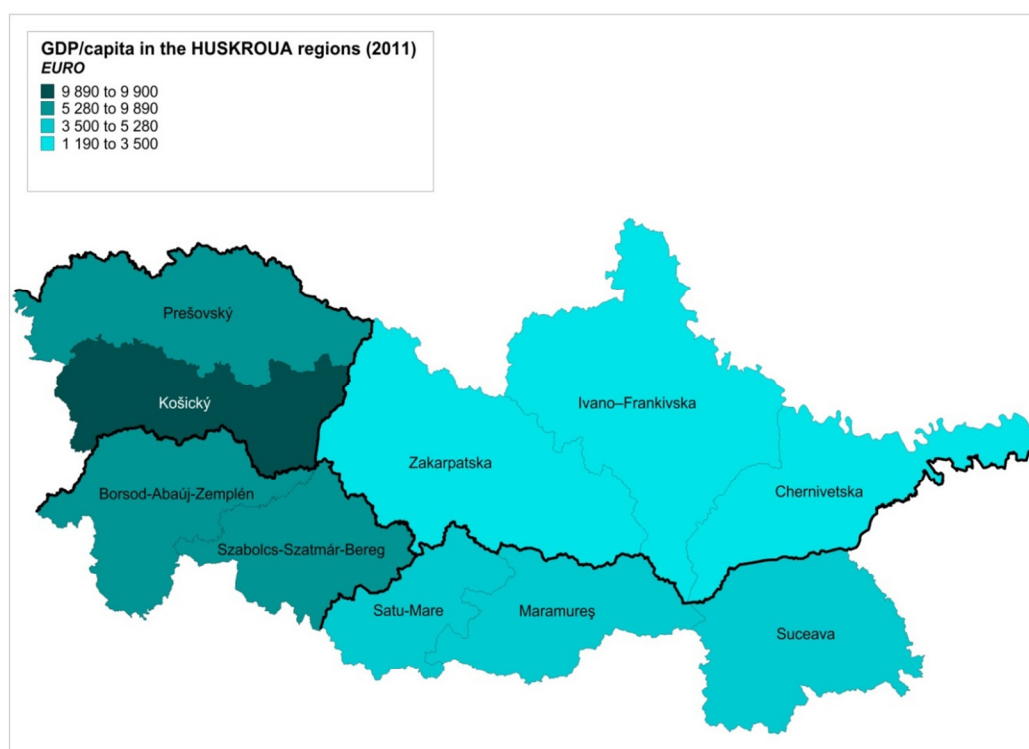 GDP/capita in the HUSKROUA regions (2011)
EURO
9 890 to 9 900
5 280 to 9 890
3 500 to 5 280
1 190 to 3 500
Prešovský
Košický
Ivano–Frankivska
Zakarpatska
Chernivetska
Borsod-Abaúj-Zemplén
Szabolcs-Szatmár-Bereg
Satu-Mare
Maramureş
Suceava